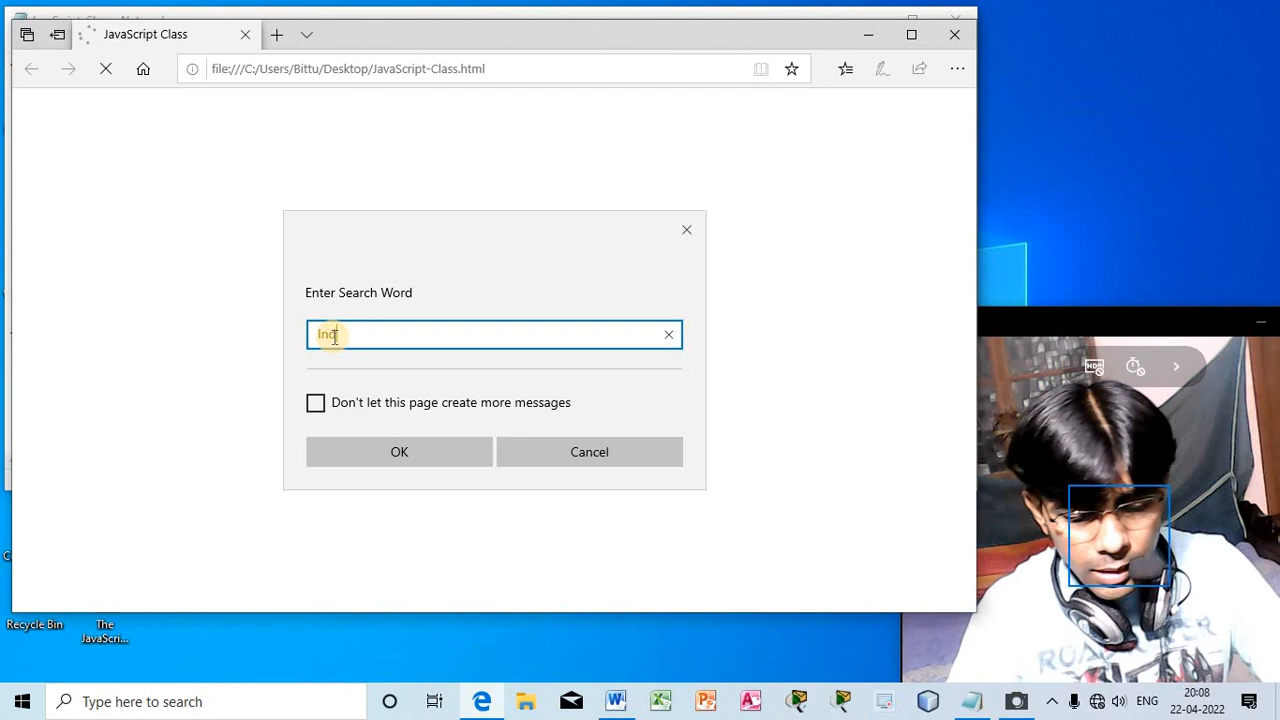 JavaScript Class
file:///C:/Users/Bittu/Desktop/JavaScript-Class.html
Enter Search Word
Ind
Don't let this page create more messages
OK
Cancel
HDR
Recycle Bin
The
JavaScri...
Type here to search
ENG
20:08
22-04-2022